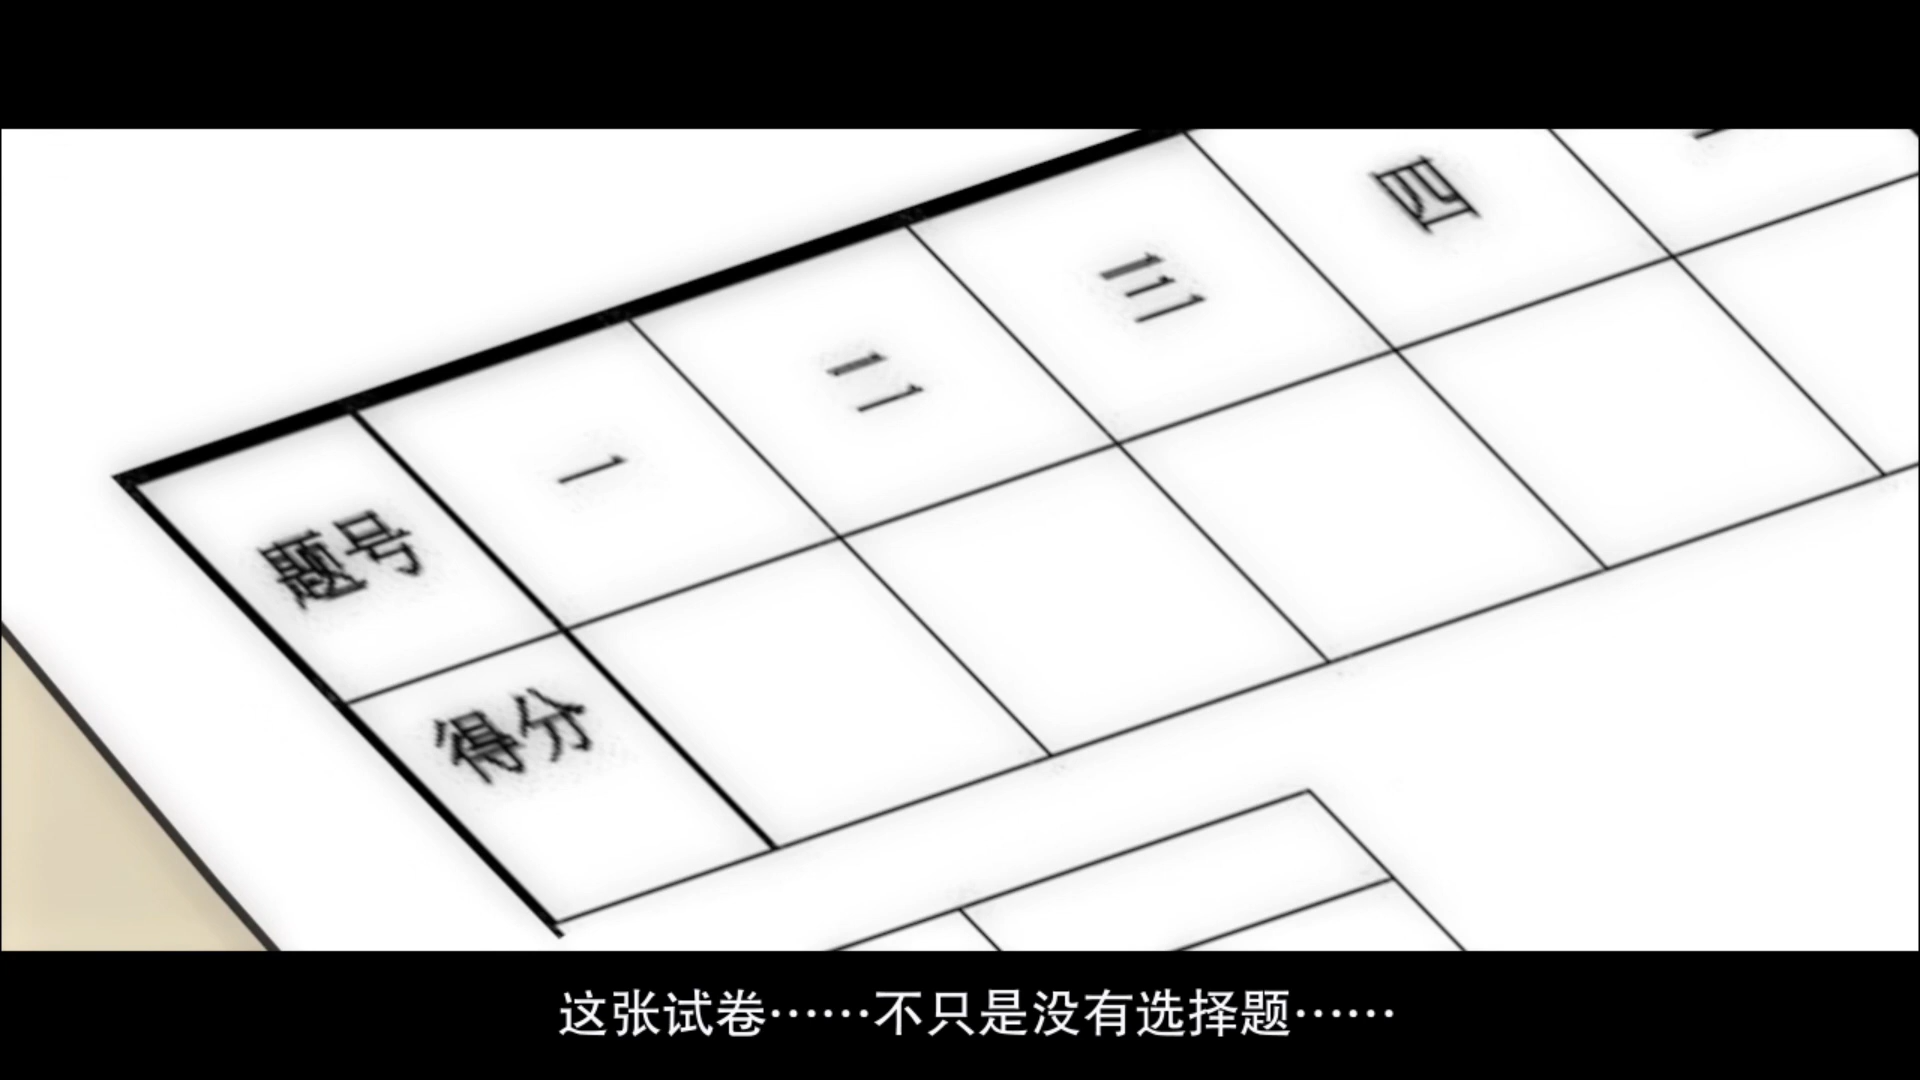 题号 一 二 三 四
得分
这张试卷……不只是没有选择题……